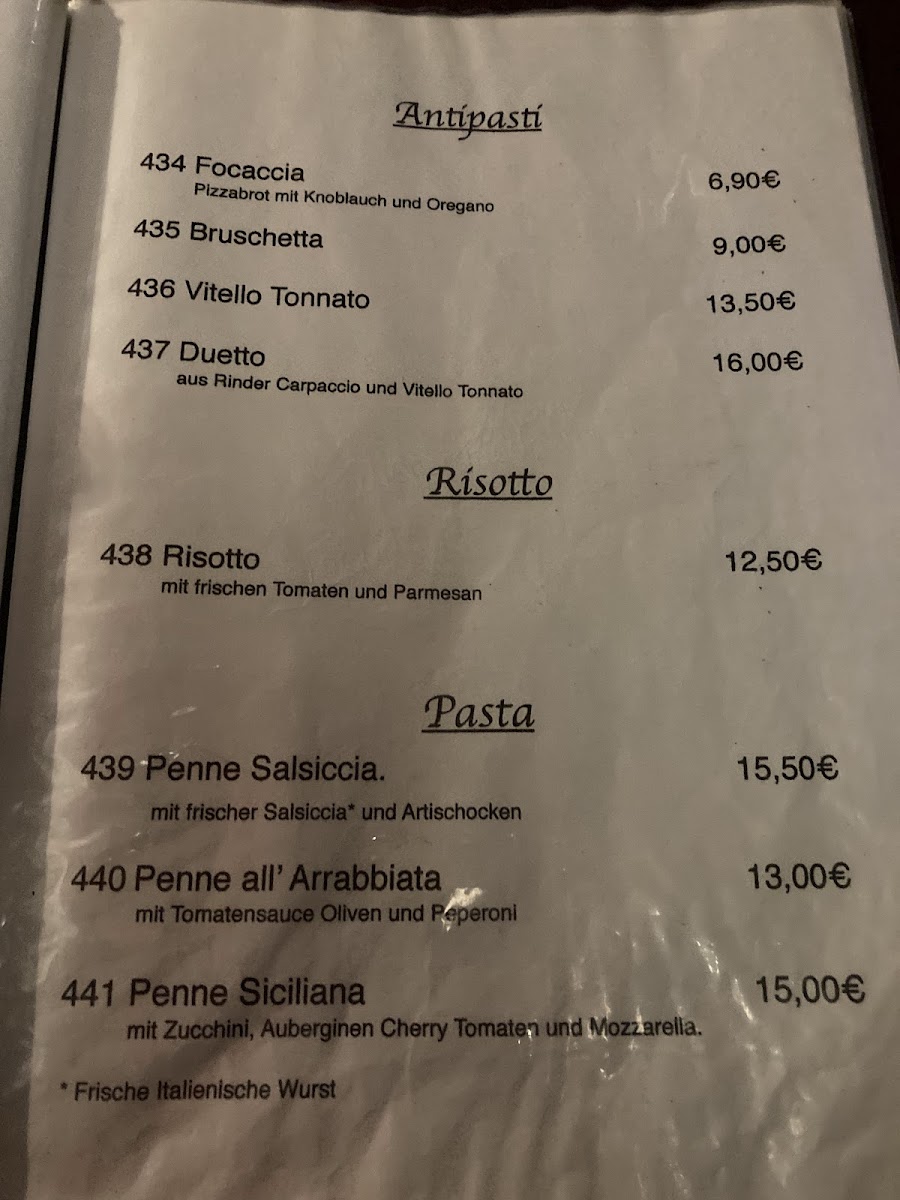 Antipasti
434 Focaccia 6,90€
Pizzabrot mit Knoblauch und Oregano
435 Bruschetta 9,00€
436 Vitello Tonnato 13,50€
437 Duetto 16,00€
aus Rinder Carpaccio und Vitello Tonnato
Risotto
438 Risotto 12,50€
mit frischen Tomaten und Parmesan
Pasta
439 Penne Salsiccia. 15,50€
mit frischer Salsiccia* und Artischocken
440 Penne all' Arrabbiata 13,00€
mit Tomatensauce Oliven und Peperoni
441 Penne Siciliana 15,00€
mit Zucchini, Auberginen Cherry Tomaten und Mozzarella.
* Frische Italienische Wurst